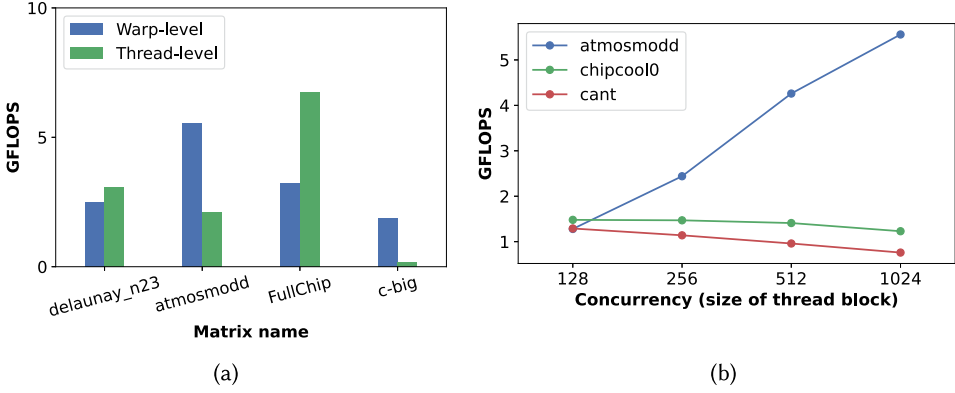 10
5
0
GFLOPS
Warp-level
Thread-level
delaunay_n23
atmosmodd
FullChip
c-big
Matrix name
(a)
5
4
3
2
1
GFLOPS
atmosmodd
chipcool0
cant
128
256
512
1024
Concurrency (size of thread block)
(b)